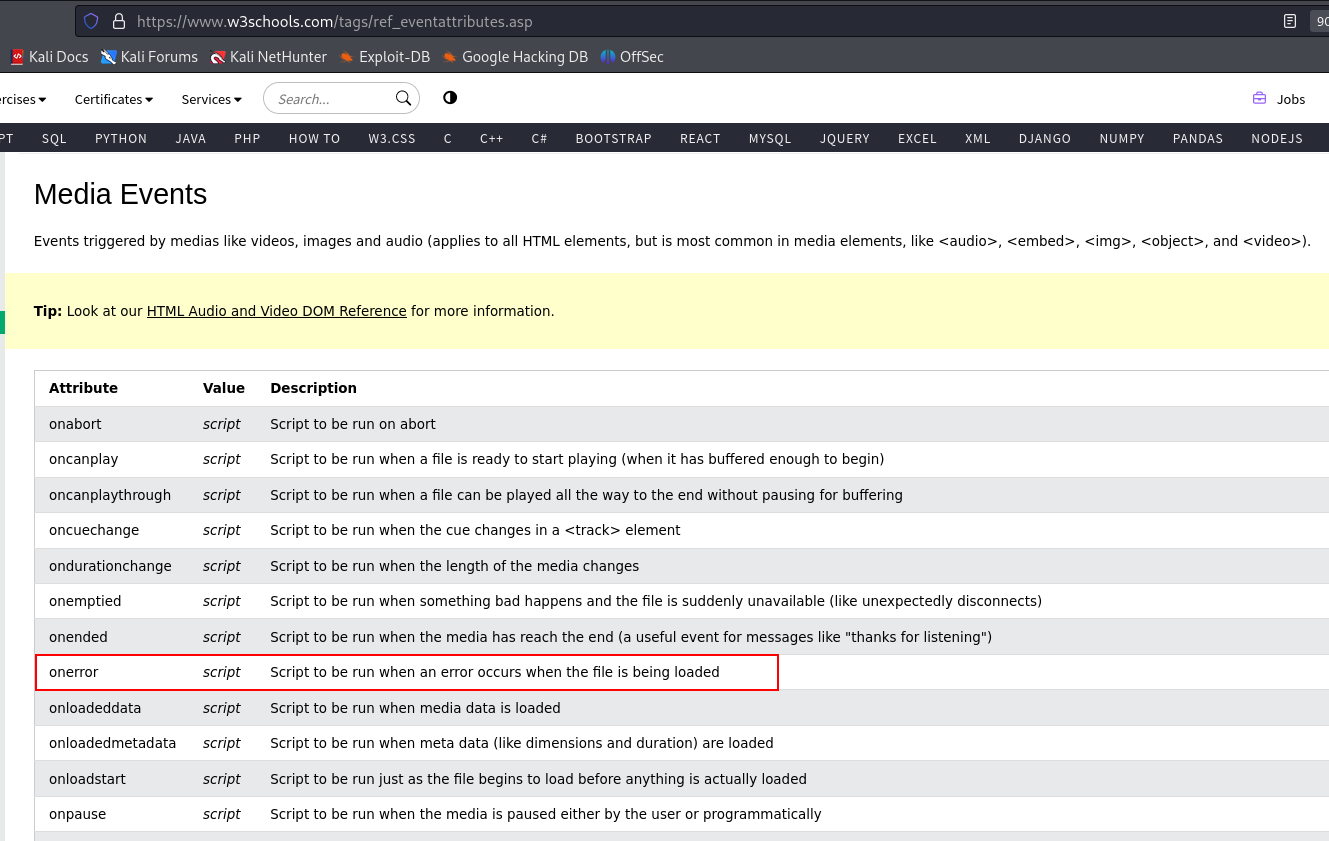 https://www.w3schools.com/tags/ref_eventattributes.asp
Kali Docs Kali Forums Kali NetHunter Exploit-DB Google Hacking DB OffSec
Certificates Services Search... Jobs
SQL PYTHON JAVA PHP HOW TO W3.CSS C C++ C# BOOTSTRAP REACT MYSQL JQUERY EXCEL XML DJANGO NUMPY PANDAS NODEJS
Media Events
Events triggered by medias like videos, images and audio (applies to all HTML elements, but is most common in media elements, like <audio>, <embed>, <img>, <object>, and <video>).
Tip: Look at our HTML Audio and Video DOM Reference for more information.
Attribute Value Description
onabort script Script to be run on abort
oncanplay script Script to be run when a file is ready to start playing (when it has buffered enough to begin)
oncanplaythrough script Script to be run when a file can be played all the way to the end without pausing for buffering
oncuechange script Script to be run when the cue changes in a <track> element
ondurationchange script Script to be run when the length of the media changes
onemptied script Script to be run when something bad happens and the file is suddenly unavailable (like unexpectedly disconnects)
onended script Script to be run when the media has reach the end (a useful event for messages like "thanks for listening")
onerror script Script to be run when an error occurs when the file is being loaded
onloadeddata script Script to be run when media data is loaded
onloadedmetadata script Script to be run when meta data (like dimensions and duration) are loaded
onloadstart script Script to be run just as the file begins to load before anything is actually loaded
onpause script Script to be run when the media is paused either by the user or programmatically